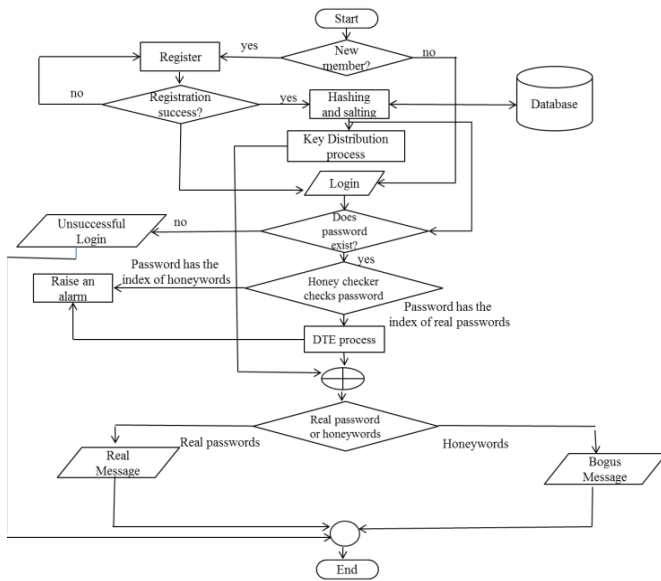 Start
New
member?
yes
no
Register
Registration
success?
no
yes
Hashing
and salting
Database
Key Distribution
process
Login
Does
password
exist?
no
yes
Unsuccessful
Login
Honey checker
checks password
Password has the
index of honeywords
Password has the
index of real passwords
Raise an
alarm
DTE process
Real password
or honeywords
Real passwords
Honeywords
Real
Message
Bogus
Message
End